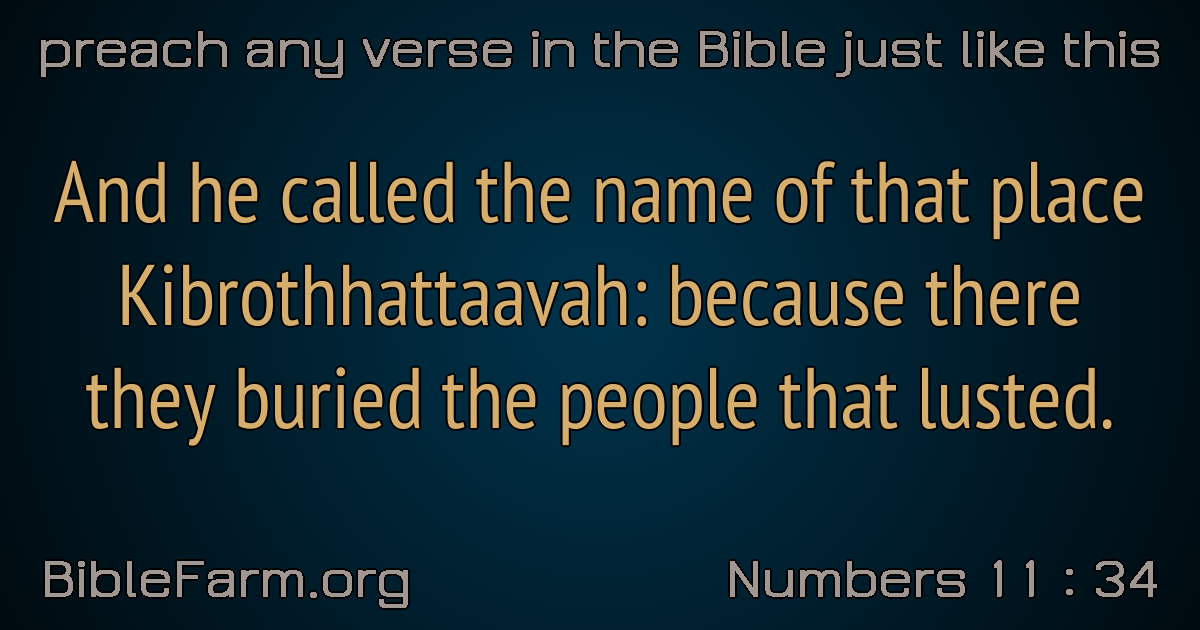 preach any verse in the Bible just like this
And he called the name of that place
Kibrothhattaavah: because there
they buried the people that lusted.
BibleFarm.org
Numbers 11 : 34